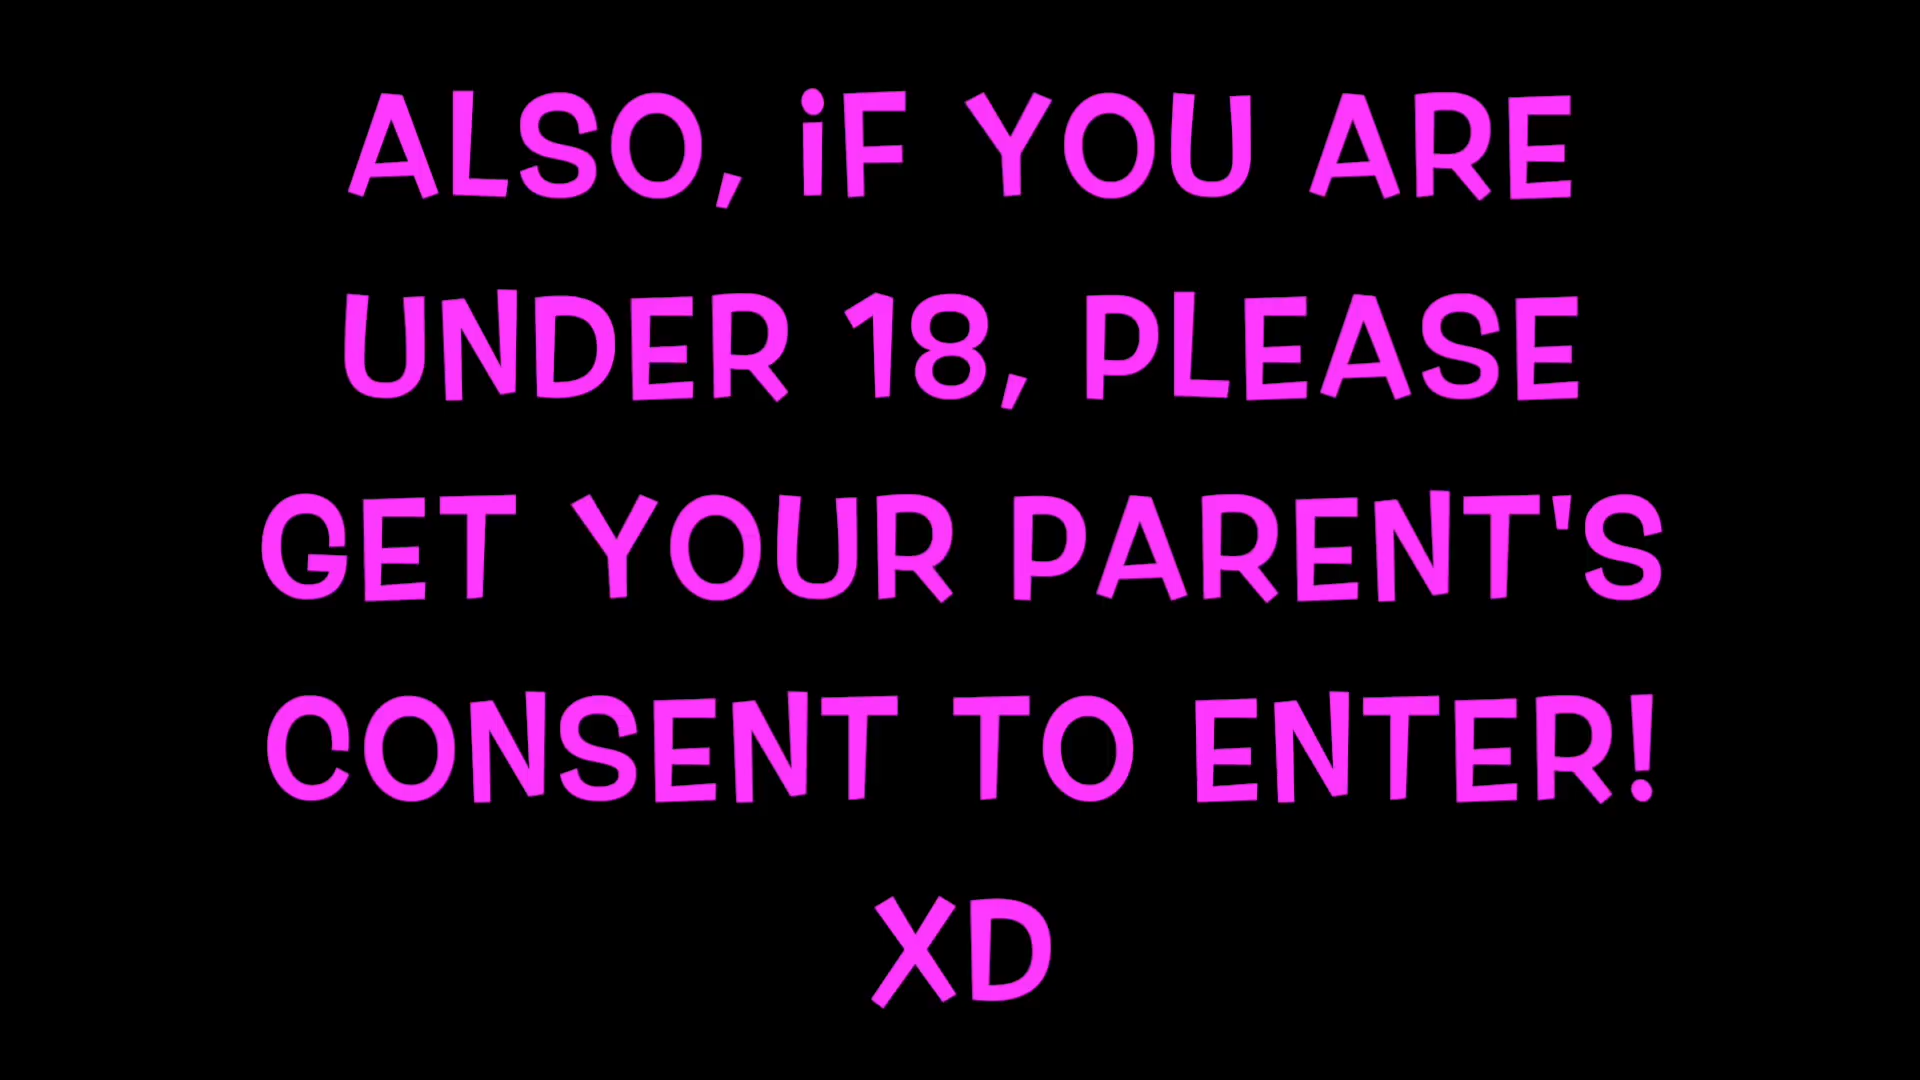 ALSO, iF YOU ARE
UNDER 18, PLEASE
GET YOUR PARENT'S
CONSENT TO ENTER!
XD